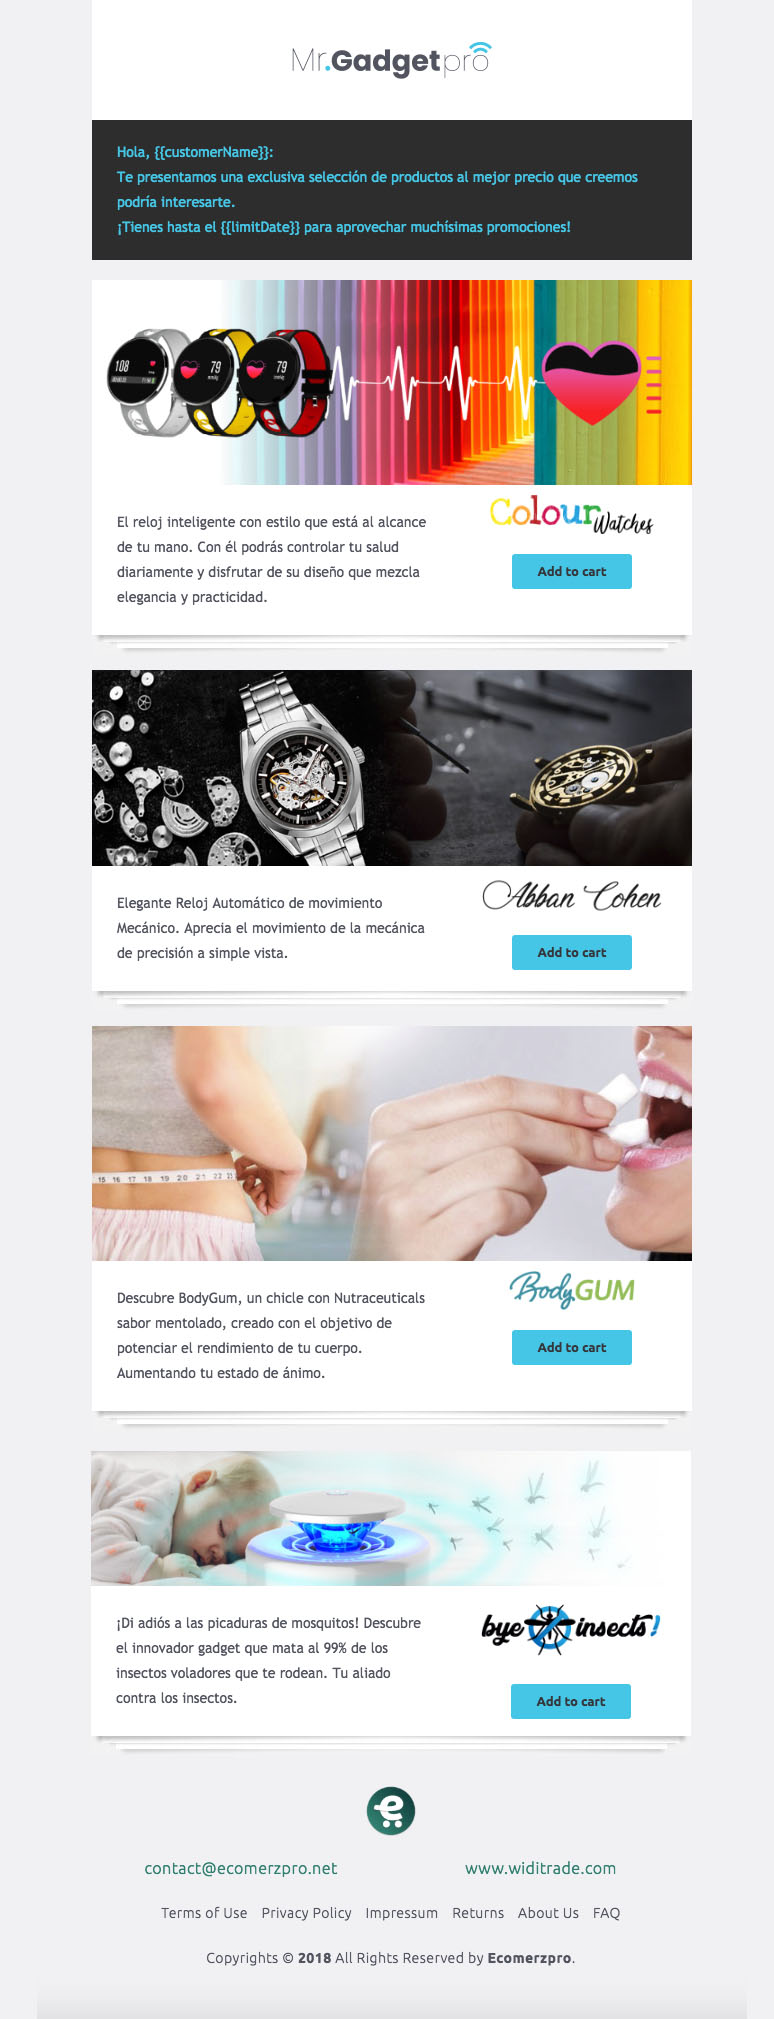 Mr.Gadgetpro
Hola, {{customerName}}:
Te presentamos una exclusiva selección de productos al mejor precio que creemos
podría interesarte.
¡Tienes hasta el {{limitDate}} para aprovechar muchísimas promociones!
108
79
79
Colour Watches
El reloj inteligente con estilo que está al alcance
de tu mano. Con él podrás controlar tu salud
diariamente y disfrutar de su diseño que mezcla
elegancia y practicidad.
Add to cart
Abban Cohen
Elegante Reloj Automático de movimiento
Mecánico. Aprecia el movimiento de la mecánica
de precisión a simple vista.
Add to cart
15 16 17 18 19 20 21 22
BodyGUM
Descubre BodyGum, un chicle con Nutraceuticals
sabor mentolado, creado con el objetivo de
potenciar el rendimiento de tu cuerpo.
Aumentando tu estado de ánimo.
Add to cart
bye insects!
¡Di adiós a las picaduras de mosquitos! Descubre
el innovador gadget que mata al 99% de los
insectos voladores que te rodean. Tu aliado
contra los insectos.
Add to cart
e
contact@ecomerzpro.net www.widitrade.com
Terms of Use Privacy Policy Impressum Returns About Us FAQ
Copyrights © 2018 All Rights Reserved by Ecomerzpro.